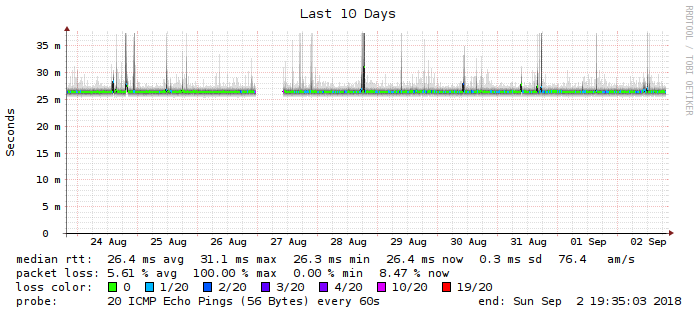 Last 10 Days
RRDTOOL / TOBI OETIKER
Seconds
35 m
30 m
25 m
20 m
15 m
10 m
5 m
0
24 Aug 25 Aug 26 Aug 27 Aug 28 Aug 29 Aug 30 Aug 31 Aug 01 Sep 02 Sep
median rtt: 26.4 ms avg 31.1 ms max 26.3 ms min 26.4 ms now 0.3 ms sd 76.4 am/s
packet loss: 5.61 % avg 100.00 % max 0.00 % min 8.47 % now
loss color: 0 1/20 2/20 3/20 4/20 10/20 19/20
probe: 20 ICMP Echo Pings (56 Bytes) every 60s end: Sun Sep 2 19:35:03 2018